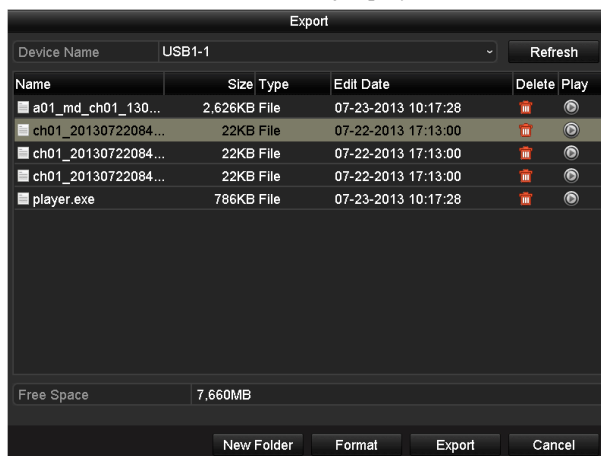 Export
Device Name USB1-1 Refresh
Name Size Type Edit Date Delete Play
a01_md_ch01_130... 2,626KB File 07-23-2013 10:17:28
ch01_20130722084... 22KB File 07-22-2013 17:13:00
ch01_20130722084... 22KB File 07-22-2013 17:13:00
ch01_20130722084... 22KB File 07-22-2013 17:13:00
player.exe 786KB File 07-23-2013 10:17:28
Free Space 7,660MB
New Folder Format Export Cancel